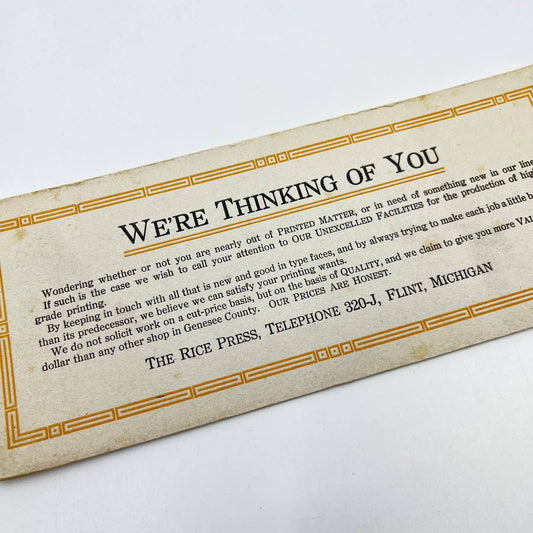 WE'RE THINKING OF YOU
Wondering whether or not you are nearly out of PRINTED MATTER, or in need of something new in our line
If such is the case we wish to call your attention to OUR UNEXCELLED FACILITIES for the production of hig
grade printing.
By keeping in touch with all that is new and good in type faces, and by always trying to make each job a little b
than its predecessor, we believe we can satisfy your printing wants.
We do not solicit work on a cut-price basis, but on the basis of QUALITY, and we claim to give you more VAL
dollar than any other shop in Genesee County. OUR PRICES ARE HONEST.
THE RICE PRESS, TELEPHONE 320-J, FLINT, MICHIGAN